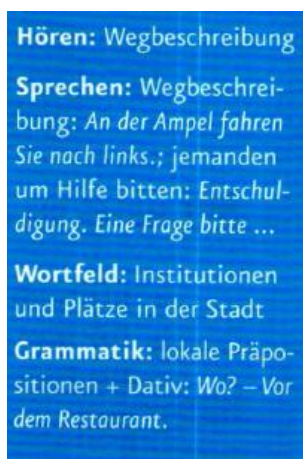 Hören: Wegbeschreibung
Sprechen: Wegbeschrei-
bung: An der Ampel fahren
Sie nach links.; jemanden
um Hilfe bitten: Entschul-
digung. Eine Frage bitte ...
Wortfeld: Institutionen
und Plätze in der Stadt
Grammatik: lokale Präpo-
sitionen + Dativ: Wo? – Vor
dem Restaurant.